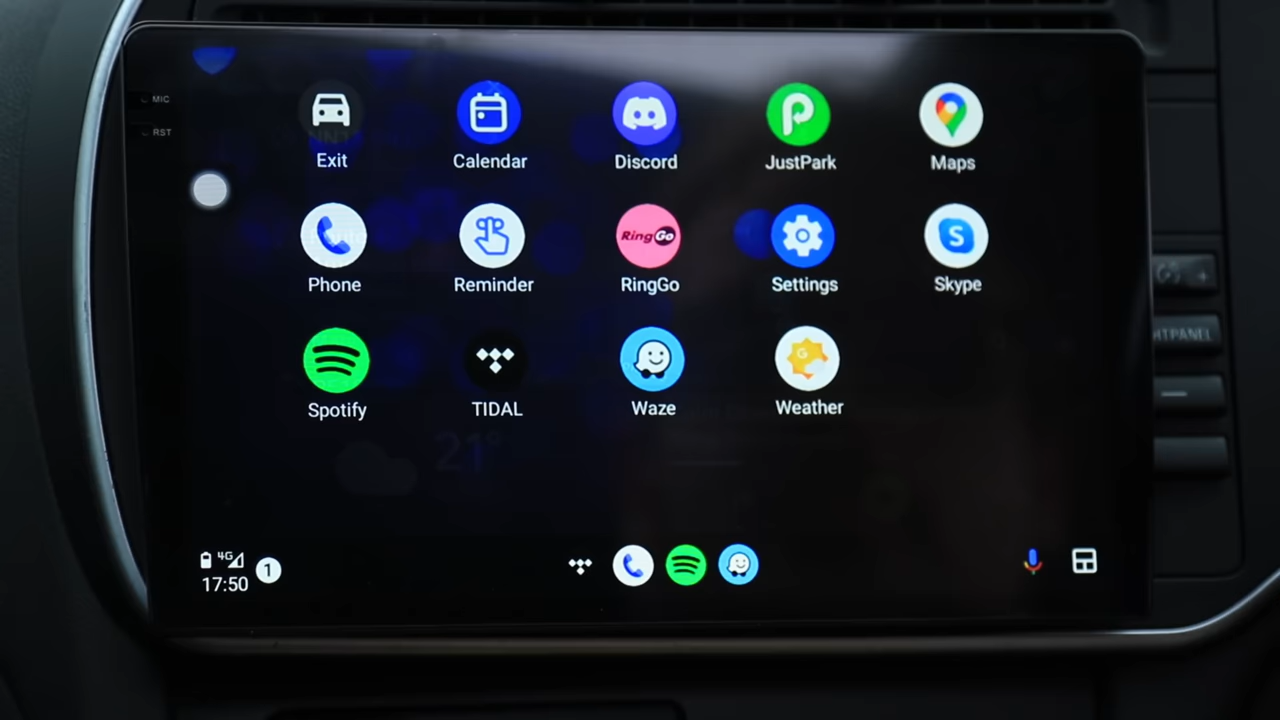 MIC
RST
Exit
Calendar
Discord
JustPark
Maps
Phone
Reminder
RingGo
RingGo
Settings
S
Skype
Spotify
TIDAL
Waze
G
Weather
21°
4G
17:50
1